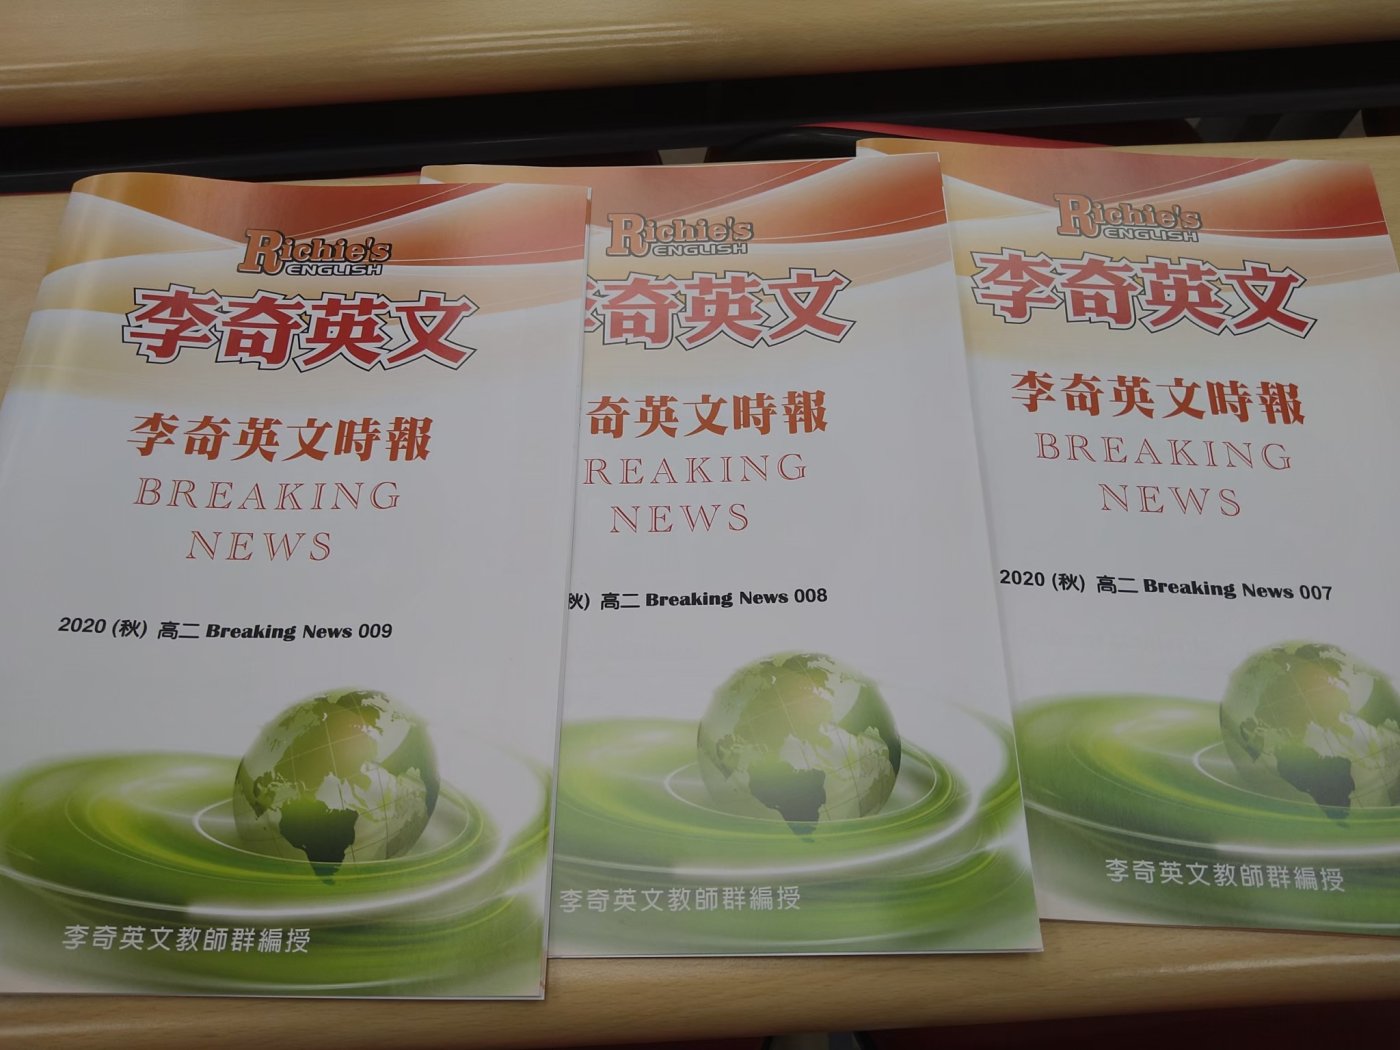 Richie's
ENGLISH
李奇英文
李奇英文時報
BREAKING
NEWS
2020 (秋) 高二 Breaking News 009
李奇英文教師群編授
Richie's
ENGLISH
奇英文
奇英文時報
REAKING
NEWS
秋) 高二 Breaking News 008
李奇英文教師群編授
Richie's
ENGLISH
李奇英文
李奇英文時報
BREAKING
NEWS
2020 (秋) 高二 Breaking News 007
李奇英文教師群編授